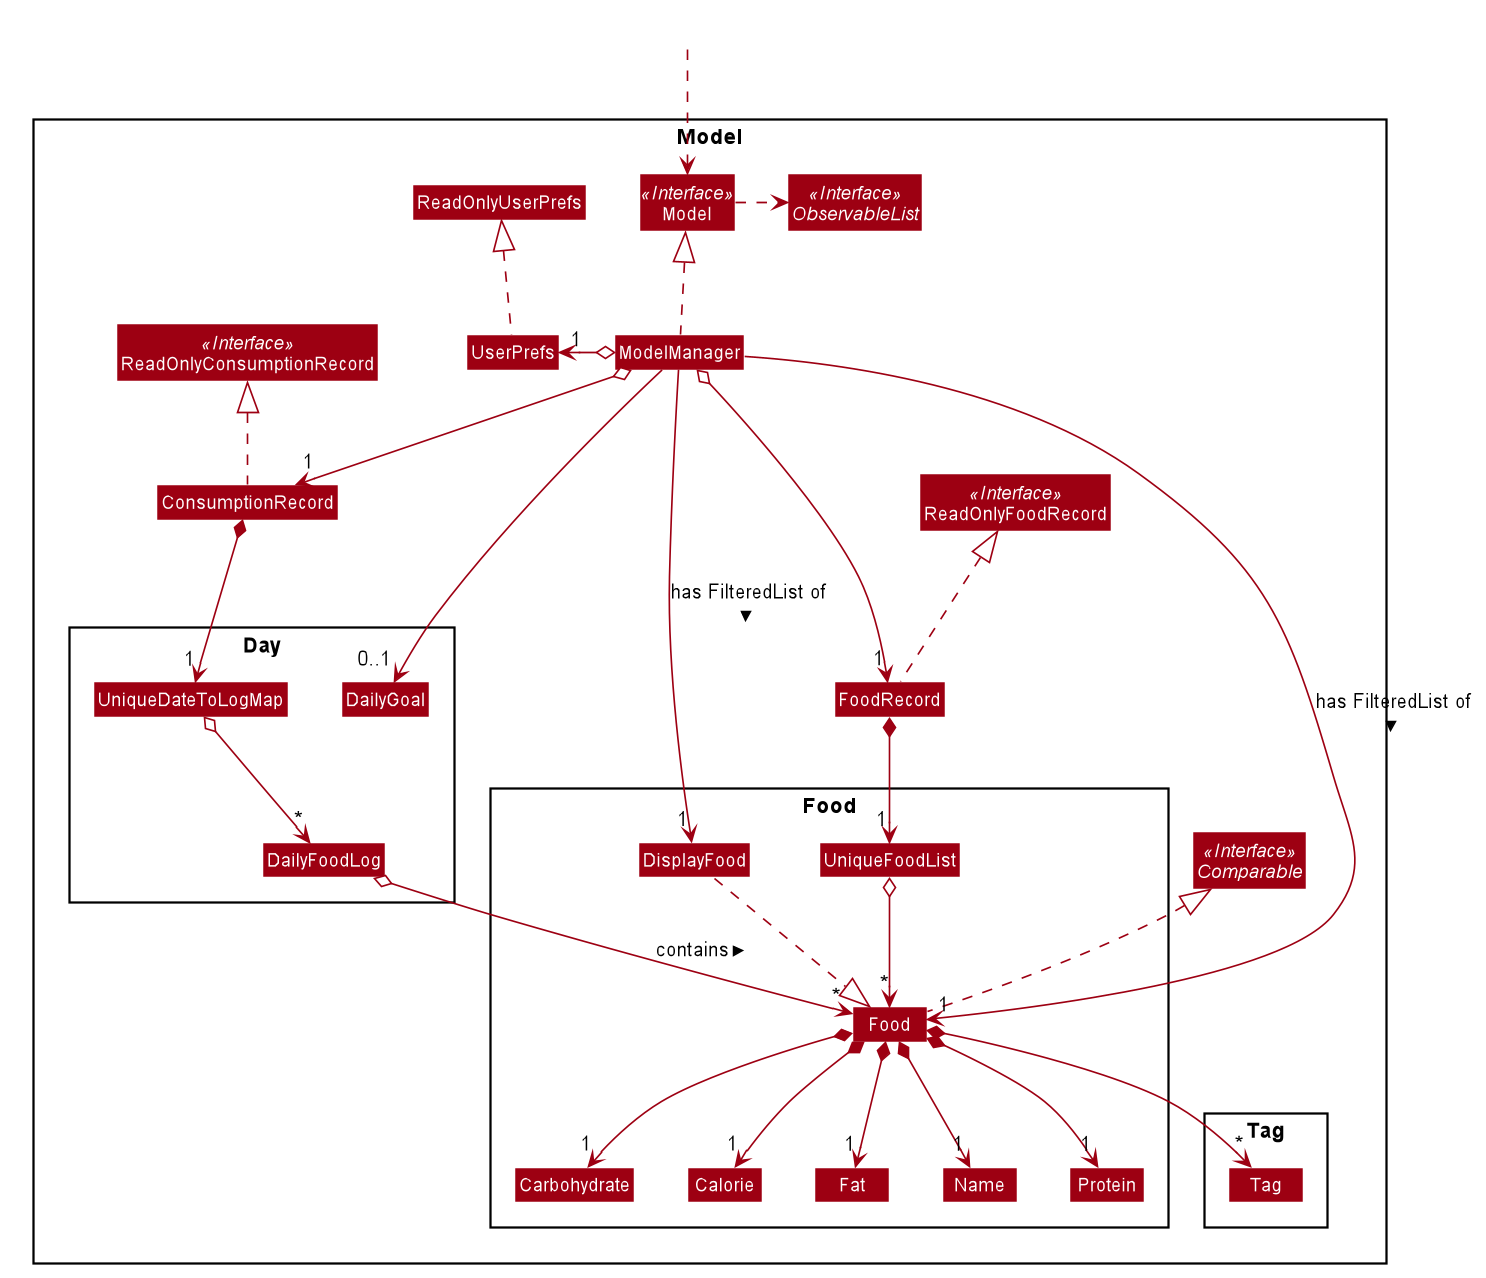 Model
ReadOnlyUserPrefs
«Interface»
Model
«Interface»
ObservableList
«Interface»
ReadOnlyConsumptionRecord
UserPrefs
1
ModelManager
1
ConsumptionRecord
«Interface»
ReadOnlyFoodRecord
has FilteredList of
▼
Day
1
0..1
1
UniqueDateToLogMap
DailyGoal
FoodRecord
has FilteredList of
▼
Food
*
1
1
DailyFoodLog
DisplayFood
UniqueFoodList
«Interface»
Comparable
contains ►
*
*
1
Food
Tag
1
1
1
1
1
*
Carbohydrate
Calorie
Fat
Name
Protein
Tag